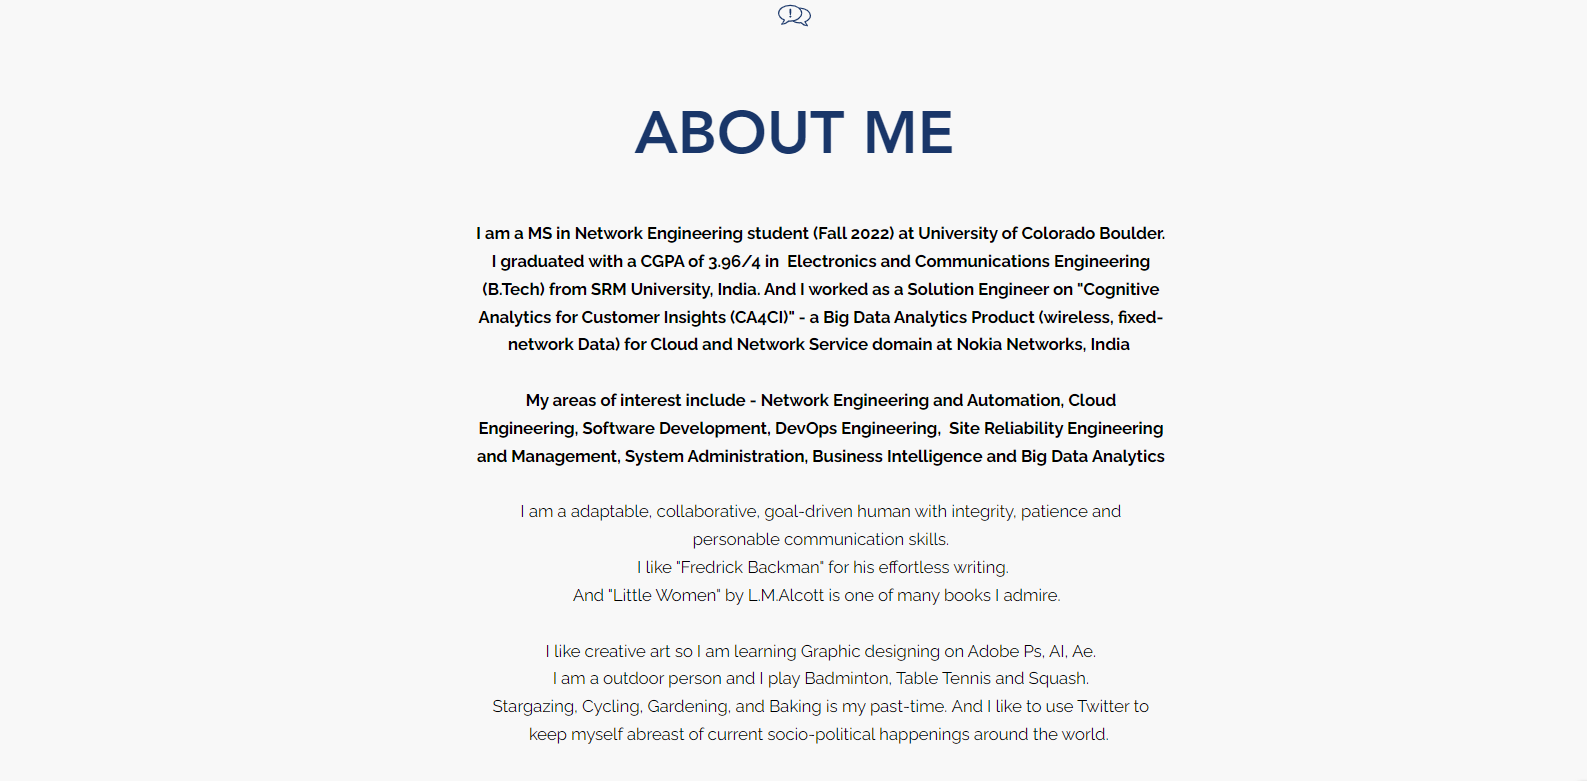 !
ABOUT ME
I am a MS in Network Engineering student (Fall 2022) at University of Colorado Boulder.
I graduated with a CGPA of 3.96/4 in  Electronics and Communications Engineering
(B.Tech) from SRM University, India. And I worked as a Solution Engineer on "Cognitive
Analytics for Customer Insights (CA4CI)" - a Big Data Analytics Product (wireless, fixed-
network Data) for Cloud and Network Service domain at Nokia Networks, India
My areas of interest include - Network Engineering and Automation, Cloud
Engineering, Software Development, DevOps Engineering,  Site Reliability Engineering
and Management, System Administration, Business Intelligence and Big Data Analytics
I am a adaptable, collaborative, goal-driven human with integrity, patience and
personable communication skills.
I like "Fredrick Backman" for his effortless writing.
And "Little Women" by L.M.Alcott is one of many books I admire.
I like creative art so I am learning Graphic designing on Adobe Ps, AI, Ae.
I am a outdoor person and I play Badminton, Table Tennis and Squash.
Stargazing, Cycling, Gardening, and Baking is my past-time. And I like to use Twitter to
keep myself abreast of current socio-political happenings around the world.